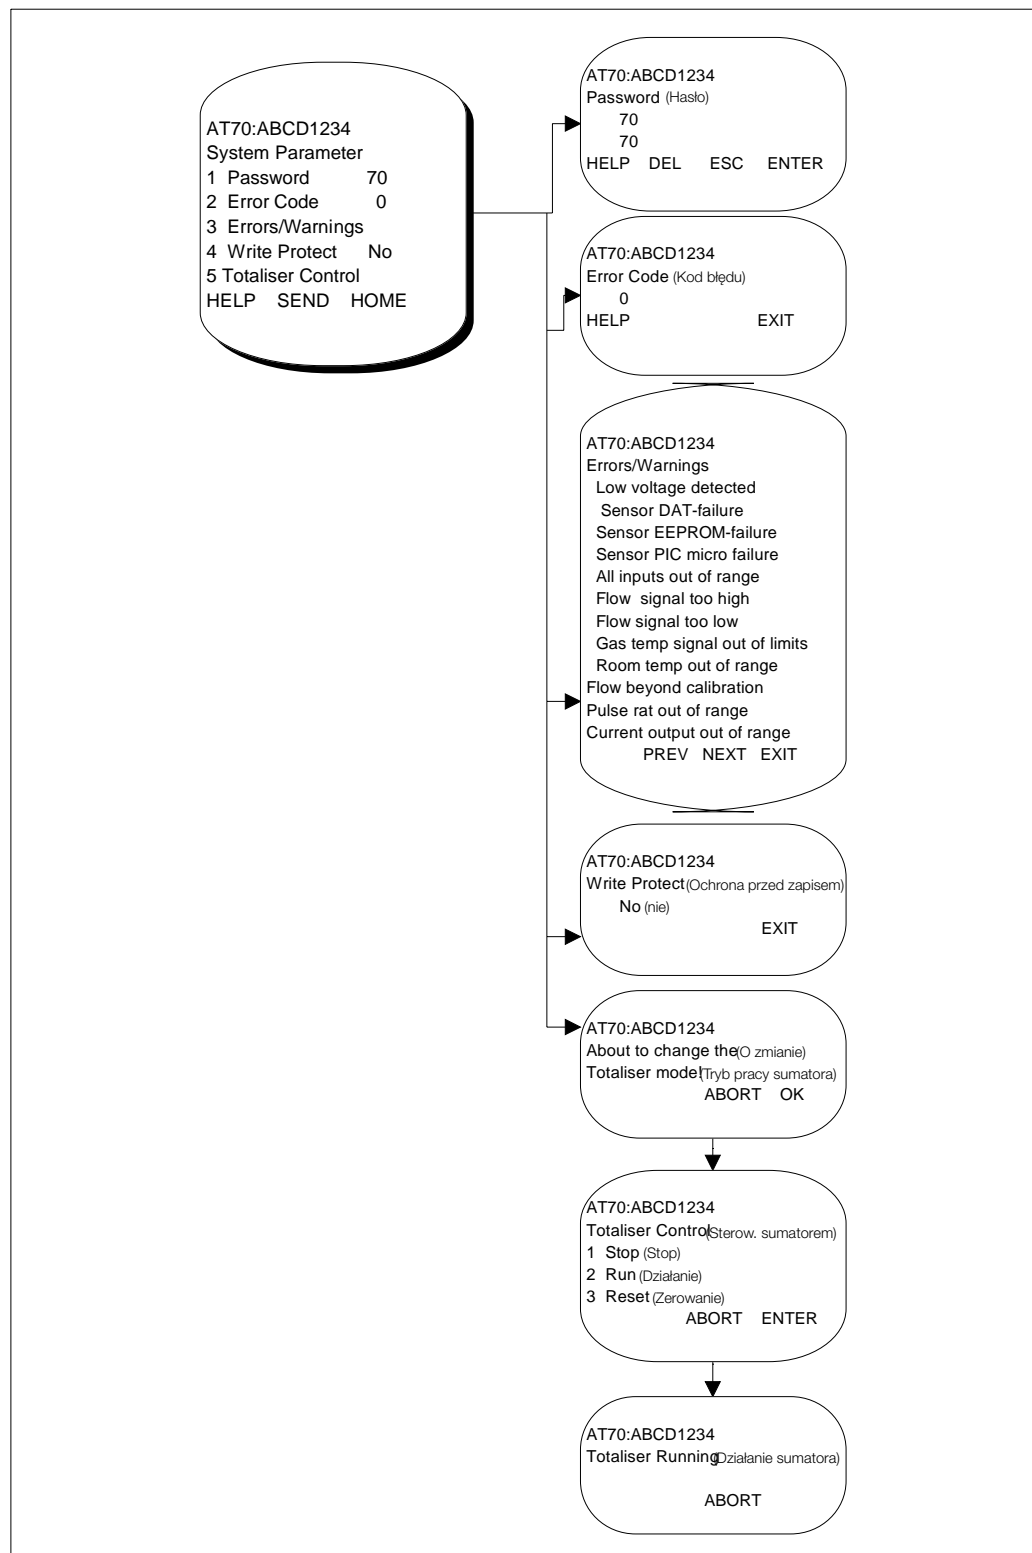 AT70:ABCD1234
System Parameter
1 Password 70
2 Error Code 0
3 Errors/Warnings
4 Write Protect No
5 Totaliser Control
HELP SEND HOME
AT70:ABCD1234
Password (Hasło)
70
70
HELP DEL ESC ENTER
AT70:ABCD1234
Error Code (Kod błędu)
0
HELP EXIT
AT70:ABCD1234
Errors/Warnings
Low voltage detected
Sensor DAT-failure
Sensor EEPROM-failure
Sensor PIC micro failure
All inputs out of range
Flow signal too high
Flow signal too low
Gas temp signal out of limits
Room temp out of range
Flow beyond calibration
Pulse rat out of range
Current output out of range
PREV NEXT EXIT
AT70:ABCD1234
Write Protect (Ochrona przed zapisem)
No (nie)
EXIT
AT70:ABCD1234
About to change the (O zmianie)
Totaliser model (Tryb pracy sumatora)
ABORT OK
AT70:ABCD1234
Totaliser Control (Sterow. sumatorem)
1 Stop (Stop)
2 Run (Działanie)
3 Reset (Zerowanie)
ABORT ENTER
AT70:ABCD1234
Totaliser Running (Działanie sumatora)
ABORT